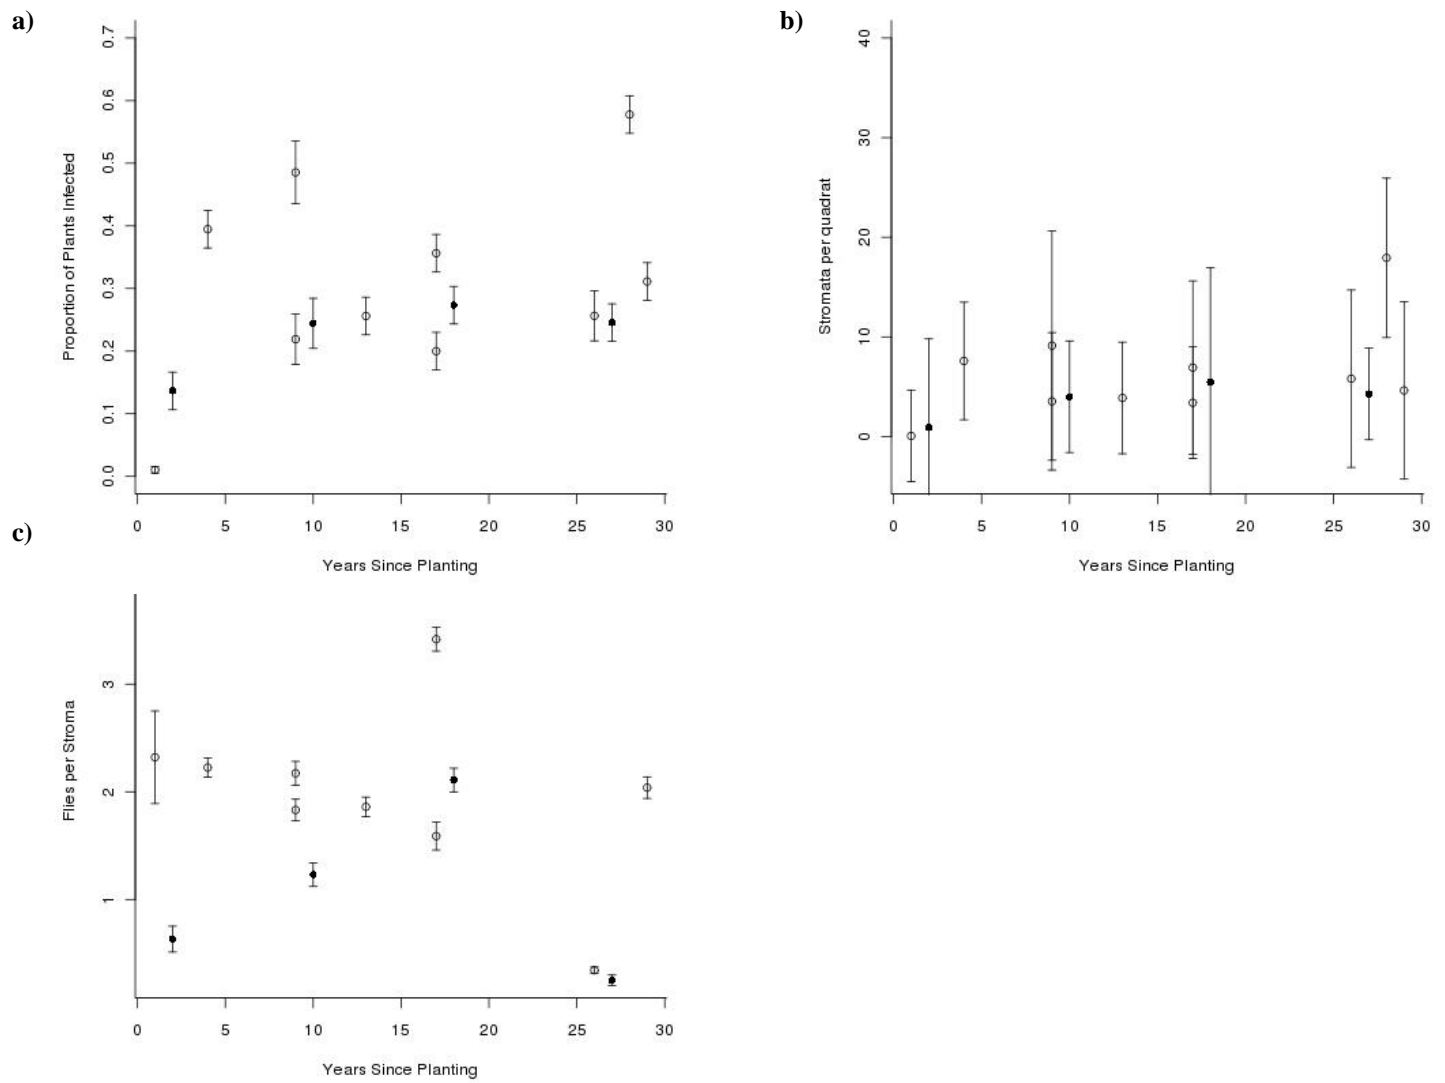 a)
0.7
0.6
0.5
0.4
0.3
0.2
0.1
0.0
Proportion of Plants Infected
0 5 10 15 20 25 30
Years Since Planting
b)
40
30
20
10
0
Stromata per quadrat
0 5 10 15 20 25 30
Years Since Planting
c)
3
2
1
Flies per Stroma
0 5 10 15 20 25 30
Years Since Planting